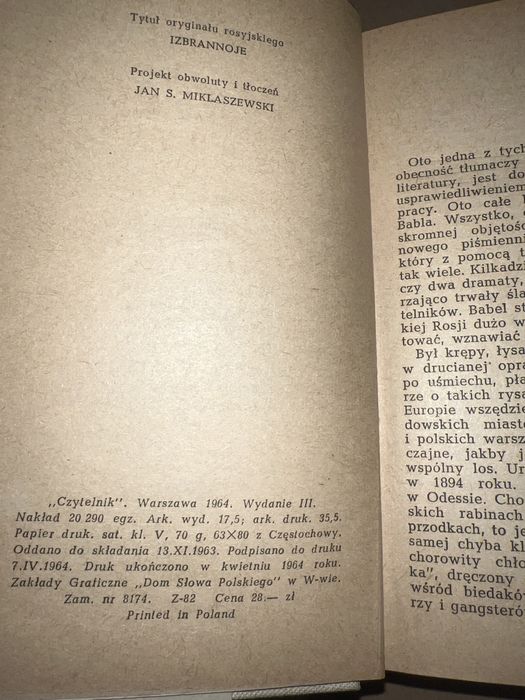 Tytuł oryginału rosyjskiego
IZBRANNOJE
Projekt obwoluty i tłoczeń
JAN S. MIKLASZEWSKI
„Czytelnik". Warszawa 1964. Wydanie III.
Nakład 20 290 egz. Ark. wyd. 17,5; ark. druk. 35,5.
Papier druk. sat. kl. V, 70 g, 63X80 z Częstochowy.
Oddano do składania 13.XI.1963. Podpisano do druku
7.IV.1964. Druk ukończono w kwietniu 1964 roku.
Zakłady Graficzne „Dom Słowa Polskiego" w W-wie.
Zam. nr 8174. Z-82 Cena 28.— zł
Printed in Poland
Oto jedna z tych
obecność tłumaczy
literatury, jest do
usprawiedliwieniem
pracy. Oto całe
Babla. Wszystko,
skromnej objętoś
nowego piśmienn
który z pomocą t
tak wiele. Kilkadzi
czy dwa dramaty,
rzająco trwały śla
telników. Babel st
kiej Rosji dużo w
tować, wznawiać
Był krępy, łysa
w drucianej opra
po uśmiechu, pła
rze o takich rysa
Europie wszędzie
dowskich miaste
i polskich warsz
czajne, jakby j
wspólny los. Ur
w 1894 roku.
w Odessie. Cho
skich rabinach
przodkach, to je
samej chyba kl
chorowity chło
ka", dręczony
wśród biedakó
rzy i gangsteró